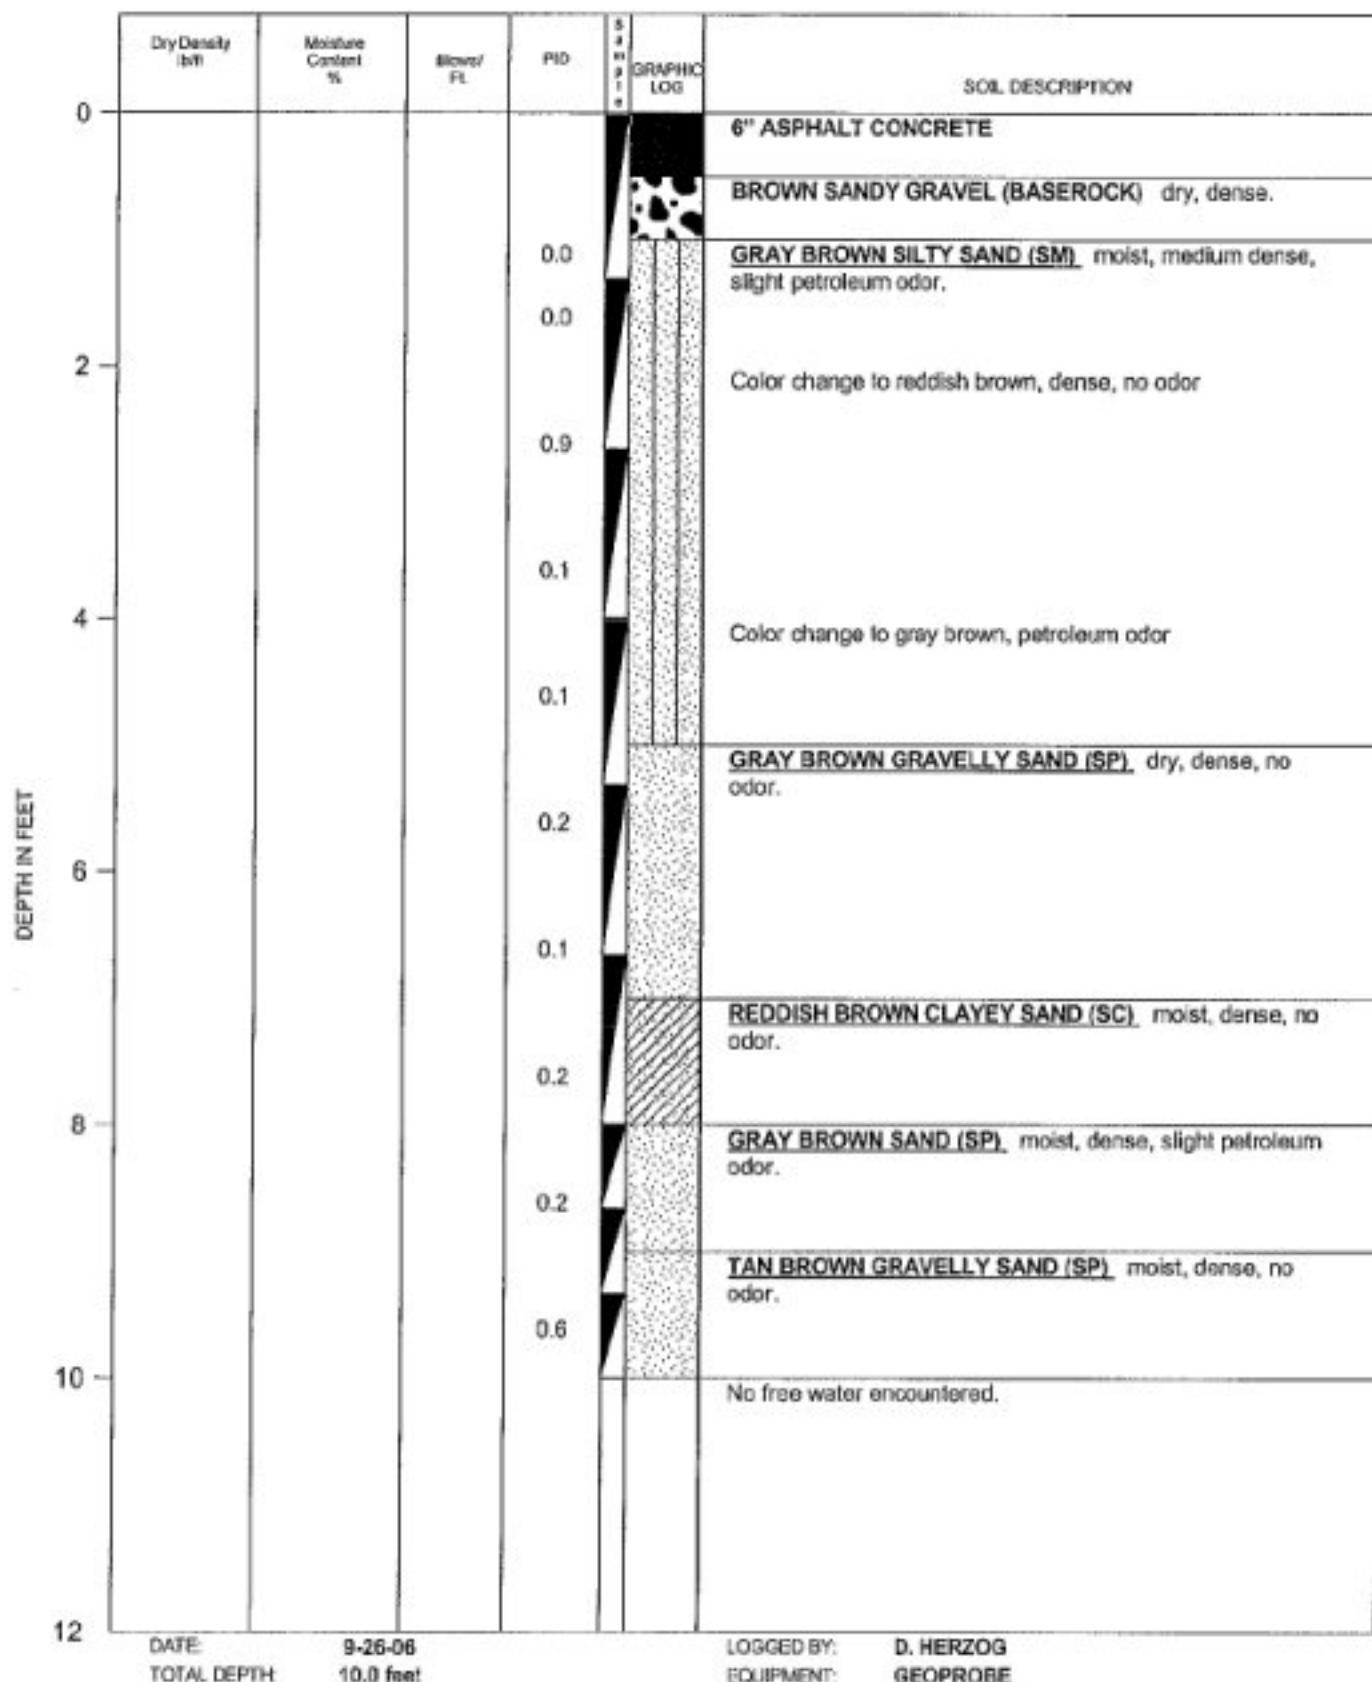 Dry Density
lb/ft
Moisture
Content
%
Blows/
Ft.
PID
Sample
GRAPHIC
LOG
SOIL DESCRIPTION
0
6" ASPHALT CONCRETE
BROWN SANDY GRAVEL (BASEROCK) dry, dense.
0.0
GRAY BROWN SILTY SAND (SM) moist, medium dense,
slight petroleum odor.
0.0
2
Color change to reddish brown, dense, no odor
0.9
0.1
4
Color change to gray brown, petroleum odor
0.1
GRAY BROWN GRAVELLY SAND (SP) dry, dense, no
odor.
0.2
DEPTH IN FEET
6
0.1
REDDISH BROWN CLAYEY SAND (SC) moist, dense, no
odor.
0.2
8
GRAY BROWN SAND (SP) moist, dense, slight petroleum
odor.
0.2
TAN BROWN GRAVELLY SAND (SP) moist, dense, no
odor.
0.6
10
No free water encountered.
12
DATE: 9-26-06
LOGGED BY: D. HERZOG
TOTAL DEPTH: 10.0 feet
EQUIPMENT: GEOPROBE